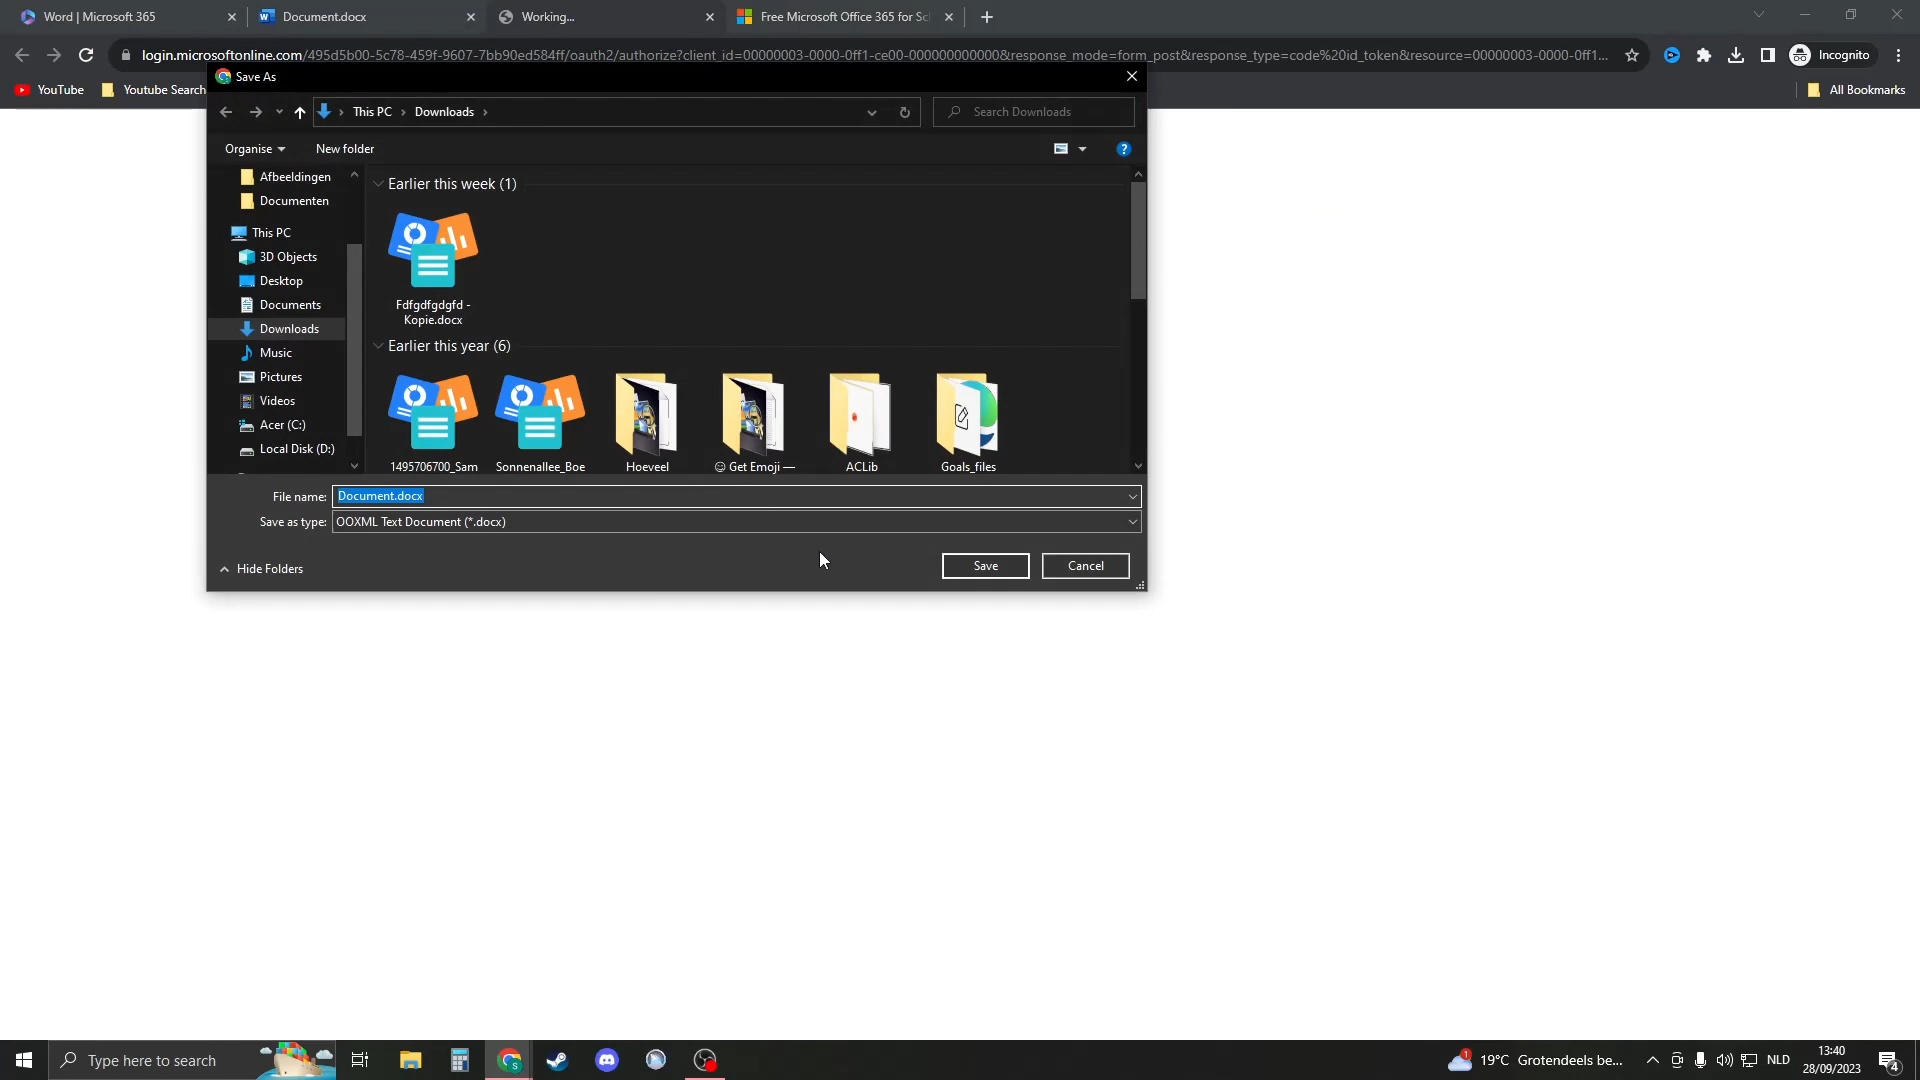 Word | Microsoft 365
Document.docx
Working...
Free Microsoft Office 365 for Sc
login.microsoftonline.com/495d5b00-5c78-459f-9607-7bb90ed584ff/oauth2/authorize?client_id=00000003-0000-0ff1-ce00-000000000000&response_mode=form_post&response_type=code%20id_token&resource=00000003-0000-0ff1...
Incognito
YouTube
Youtube Search
All Bookmarks
Save As
This PC
Downloads
Search Downloads
Organise
New folder
Afbeeldingen
Documenten
This PC
3D Objects
Desktop
Documents
Downloads
Music
Pictures
Videos
Acer (C:)
Local Disk (D:)
Earlier this week (1)
Fdfgdfgdgfd -
Kopie.docx
Earlier this year (6)
1495706700_Sam
Sonnenallee_Boe
Hoeveel
Get Emoji —
ACLib
Goals_files
File name:
Document.docx
Save as type:
OOXML Text Document (*.docx)
Hide Folders
Save
Cancel
Type here to search
1
19°C Grotendeels be...
NLD
13:40
28/09/2023
4